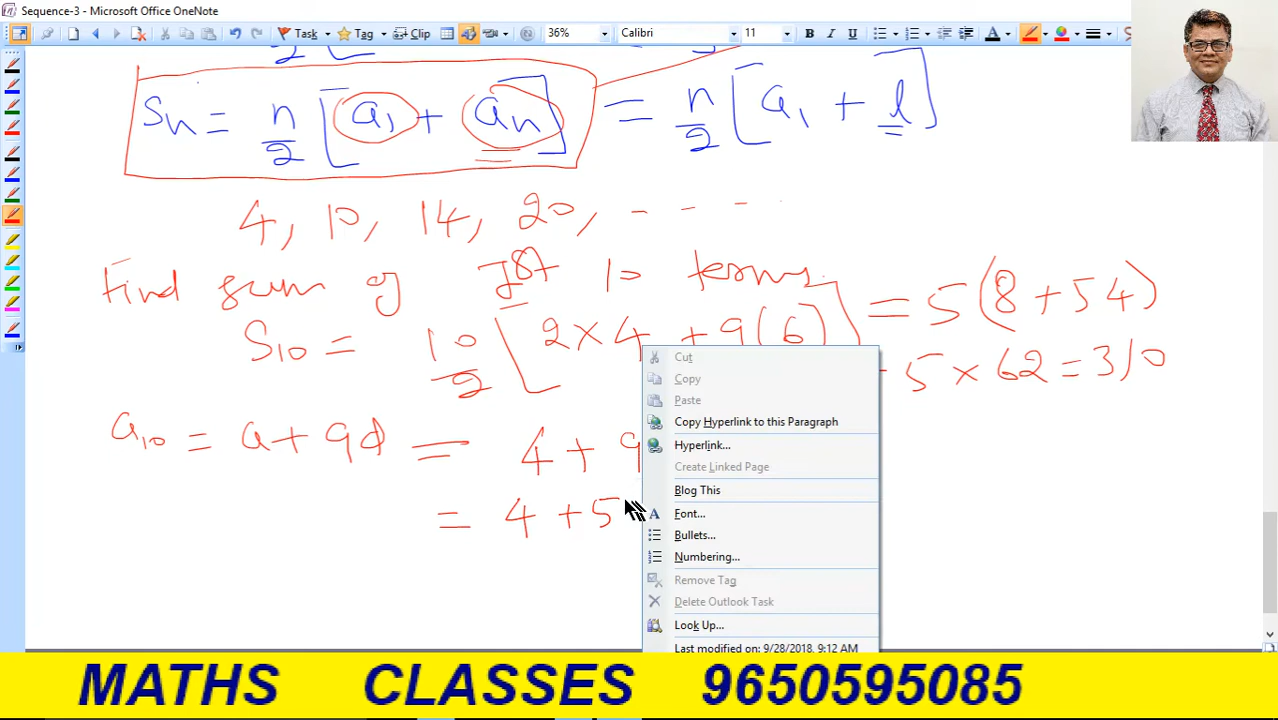 Sequence-3 - Microsoft Office OneNote
Task Tag Clip 36% Calibri 11 B I U
Sn = n/2 [a1 + an] = n/2 [a1 + l]
4, 10, 14, 20, - - -
Find sum of Ist 10 terms
S10 = 10/2 [2 × 4 + 9(6)] = 5(8 + 54)
5 × 62 = 310
a10 = a + 9d = 4 + 9
= 4 + 5
Cut
Copy
Paste
Copy Hyperlink to this Paragraph
Hyperlink...
Create Linked Page
Blog This
Font...
Bullets...
Numbering...
Remove Tag
Delete Outlook Task
Look Up...
Last modified on: 9/28/2018, 9:12 AM
MATHS CLASSES 9650595085